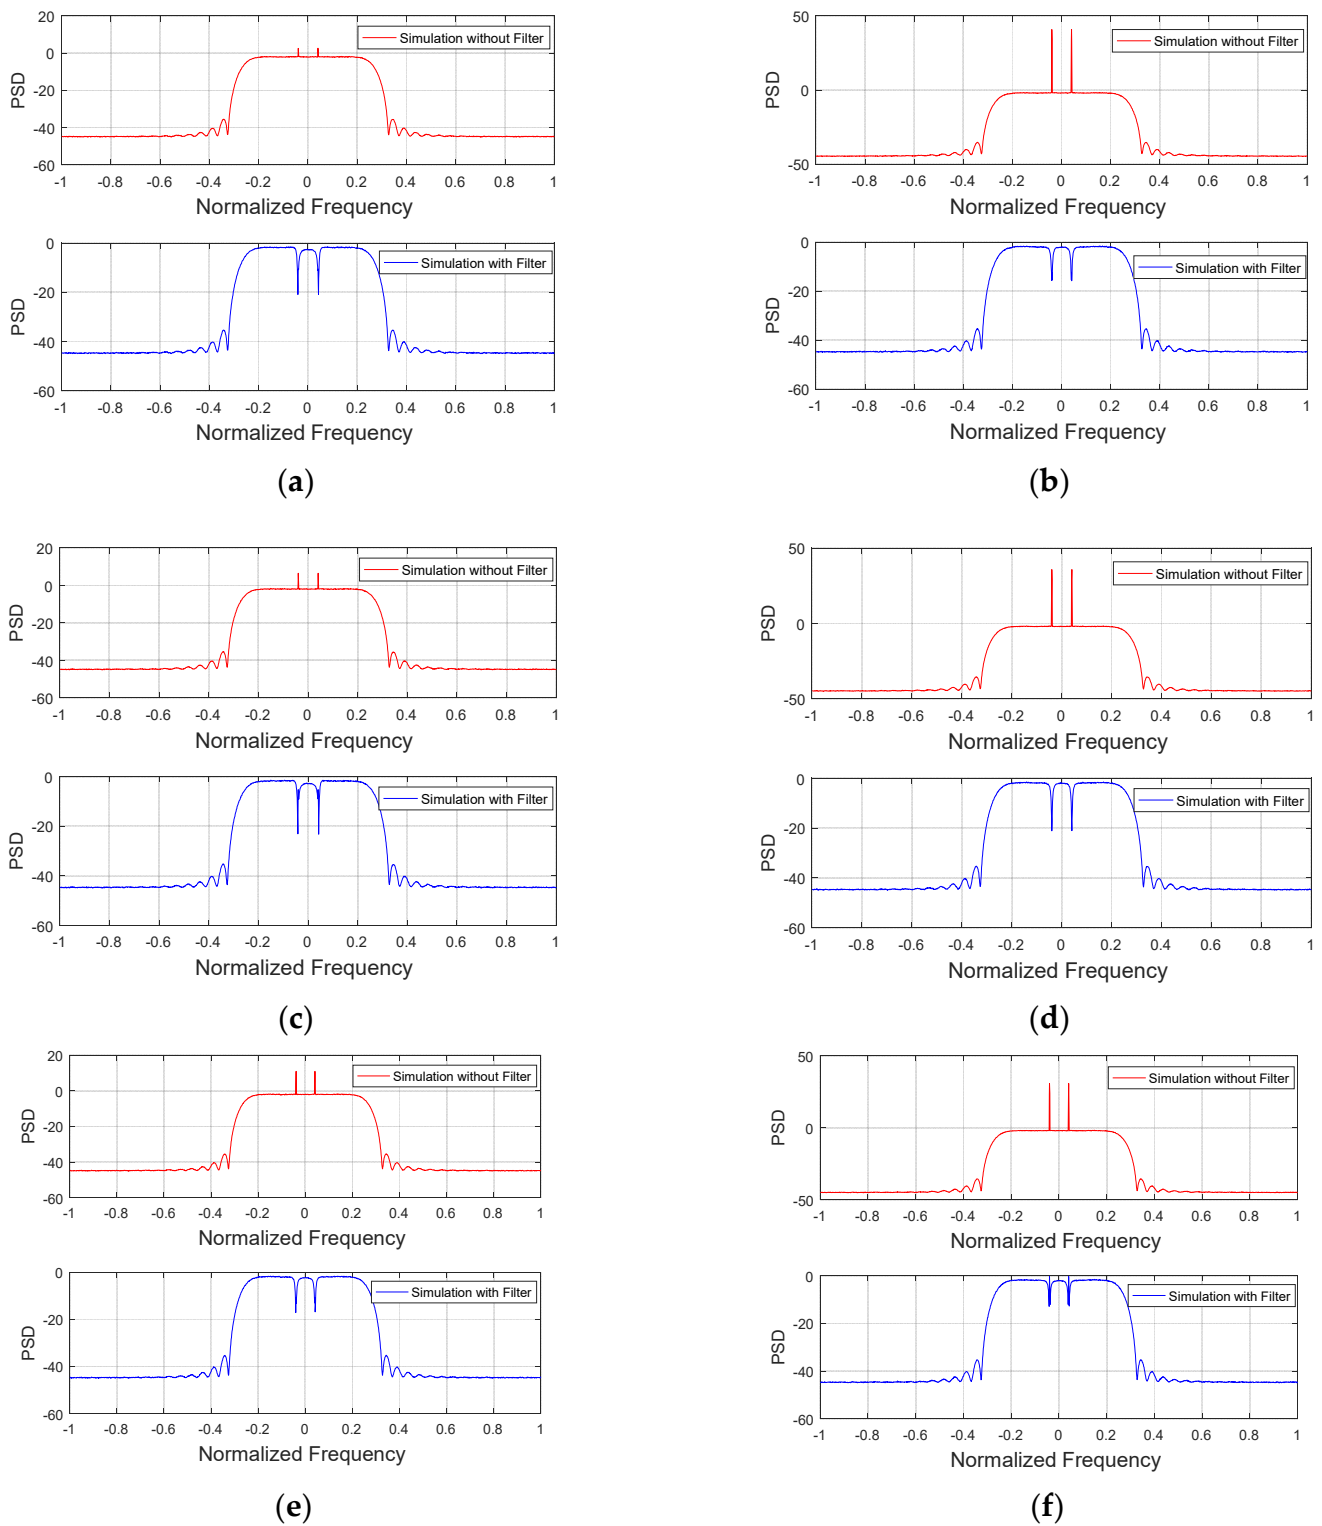 20
0
-20
-40
-60
PSD
Simulation without Filter
-1 -0.8 -0.6 -0.4 -0.2 0 0.2 0.4 0.6 0.8 1
Normalized Frequency
0
-20
-40
-60
PSD
Simulation with Filter
-1 -0.8 -0.6 -0.4 -0.2 0 0.2 0.4 0.6 0.8 1
Normalized Frequency
(a)
50
0
-50
PSD
Simulation without Filter
-1 -0.8 -0.6 -0.4 -0.2 0 0.2 0.4 0.6 0.8 1
Normalized Frequency
0
-20
-40
-60
PSD
Simulation with Filter
-1 -0.8 -0.6 -0.4 -0.2 0 0.2 0.4 0.6 0.8 1
Normalized Frequency
(b)
20
0
-20
-40
-60
PSD
Simulation without Filter
-1 -0.8 -0.6 -0.4 -0.2 0 0.2 0.4 0.6 0.8 1
Normalized Frequency
0
-20
-40
-60
PSD
Simulation with Filter
-1 -0.8 -0.6 -0.4 -0.2 0 0.2 0.4 0.6 0.8 1
Normalized Frequency
(c)
50
0
-50
PSD
Simulation without Filter
-1 -0.8 -0.6 -0.4 -0.2 0 0.2 0.4 0.6 0.8 1
Normalized Frequency
0
-20
-40
-60
PSD
Simulation with Filter
-1 -0.8 -0.6 -0.4 -0.2 0 0.2 0.4 0.6 0.8 1
Normalized Frequency
(d)
20
0
-20
-40
-60
PSD
Simulation without Filter
-1 -0.8 -0.6 -0.4 -0.2 0 0.2 0.4 0.6 0.8 1
Normalized Frequency
0
-20
-40
-60
PSD
Simulation with Filter
-1 -0.8 -0.6 -0.4 -0.2 0 0.2 0.4 0.6 0.8 1
Normalized Frequency
(e)
50
0
-50
PSD
Simulation without Filter
-1 -0.8 -0.6 -0.4 -0.2 0 0.2 0.4 0.6 0.8 1
Normalized Frequency
0
-20
-40
-60
PSD
Simulation with Filter
-1 -0.8 -0.6 -0.4 -0.2 0 0.2 0.4 0.6 0.8 1
Normalized Frequency
(f)